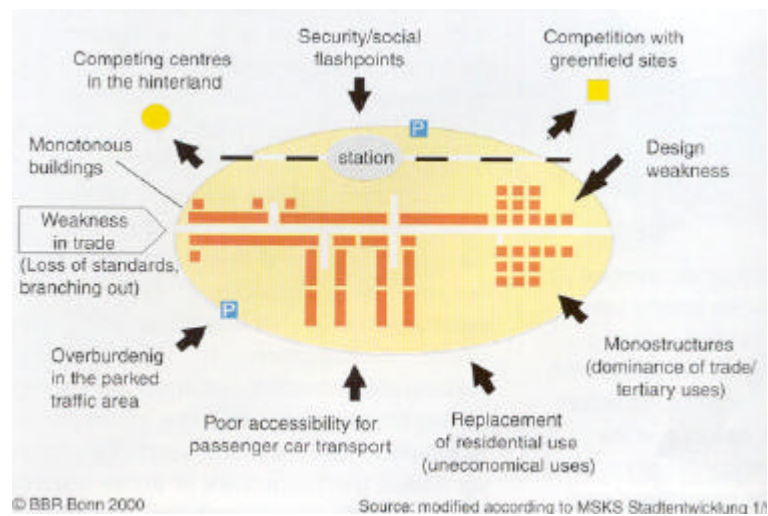 Security/social
flashpoints
Competition with
greenfield sites
Competing centres
in the hinterland
P
Monotonous
buildings
station
Design
weakness
Weakness
in trade
(Loss of standards,
branching out)
P
Monostructures
(dominance of trade/
tertiary uses)
Overburdenig
in the parked
traffic area
Poor accessibility for
passenger car transport
Replacement
of residential use
(uneconomical uses)
© BBR Bonn 2000
Source: modified according to MSKS Stadtentwicklung